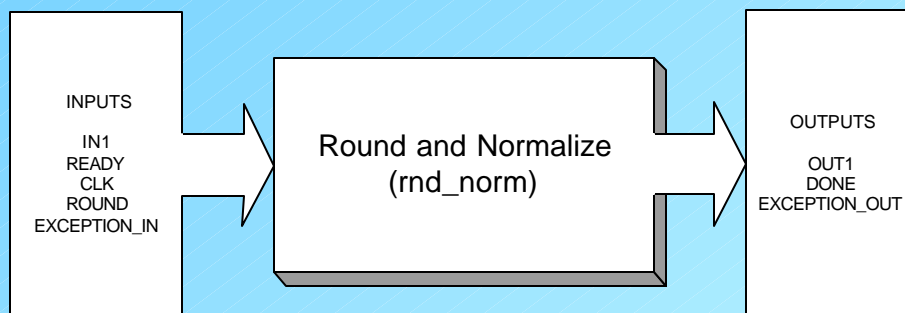 INPUTS
IN1
READY
CLK
ROUND
EXCEPTION_IN
Round and Normalize
(rnd_norm)
OUTPUTS
OUT1
DONE
EXCEPTION_OUT